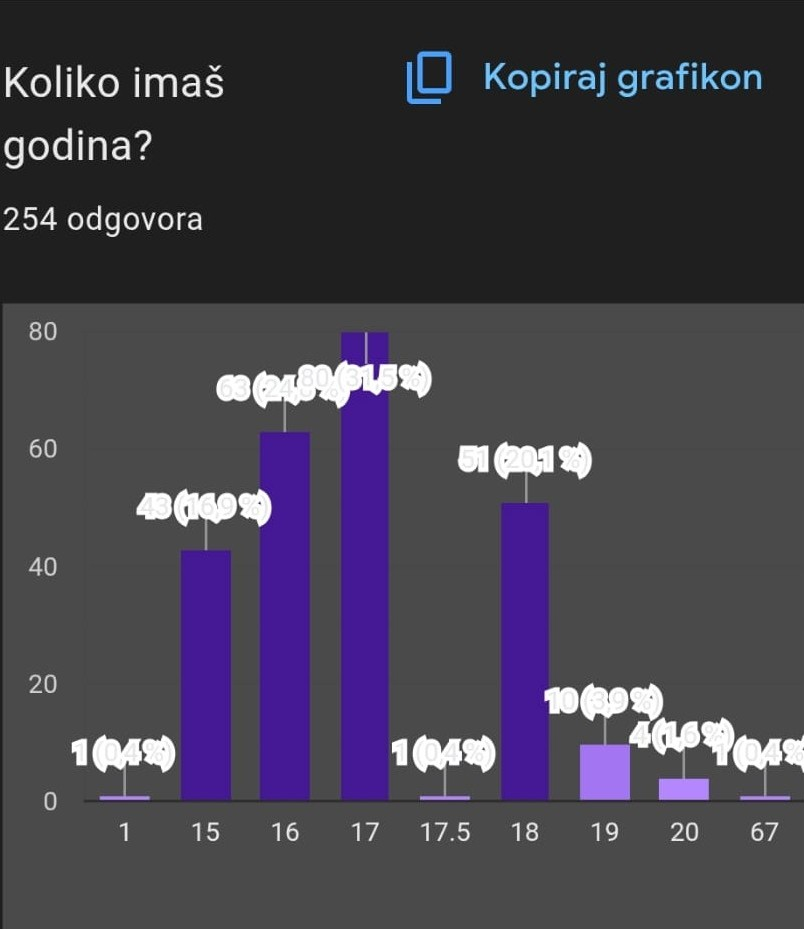 Koliko imaš
godina?
Kopiraj grafikon
254 odgovora
80
60
40
20
0
43 (16,9 %)
80 (31,5 %)
51 (20,1 %)
10 (3,9 %)
4 (1,6 %)
1 (0,4 %)
1 (0,4 %)
1 (0,4 %
63 (24,8 %)
1
15
16
17
17.5
18
19
20
67